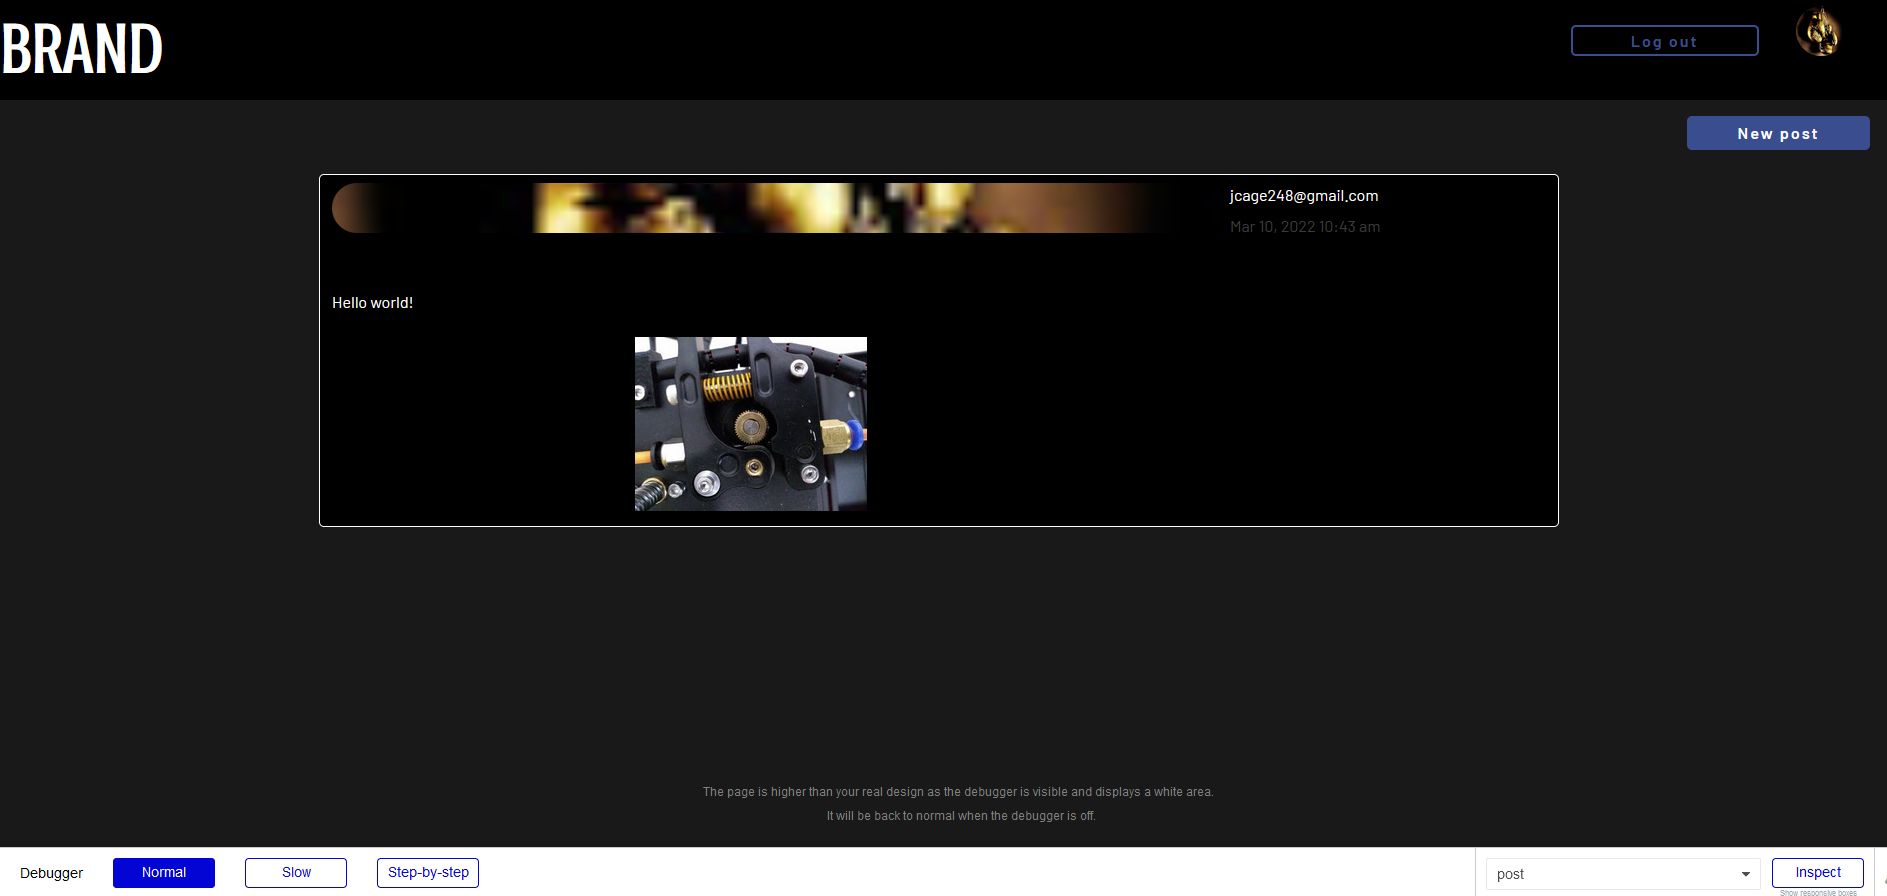 BRAND
Log out
New post
jcage248@gmail.com
Mar 10, 2022 10:43 am
Hello world!
The page is higher than your real design as the debugger is visible and displays a white area.
It will be back to normal when the debugger is off.
Debugger
Normal
Slow
Step-by-step
post
Inspect
Show responsive boxes